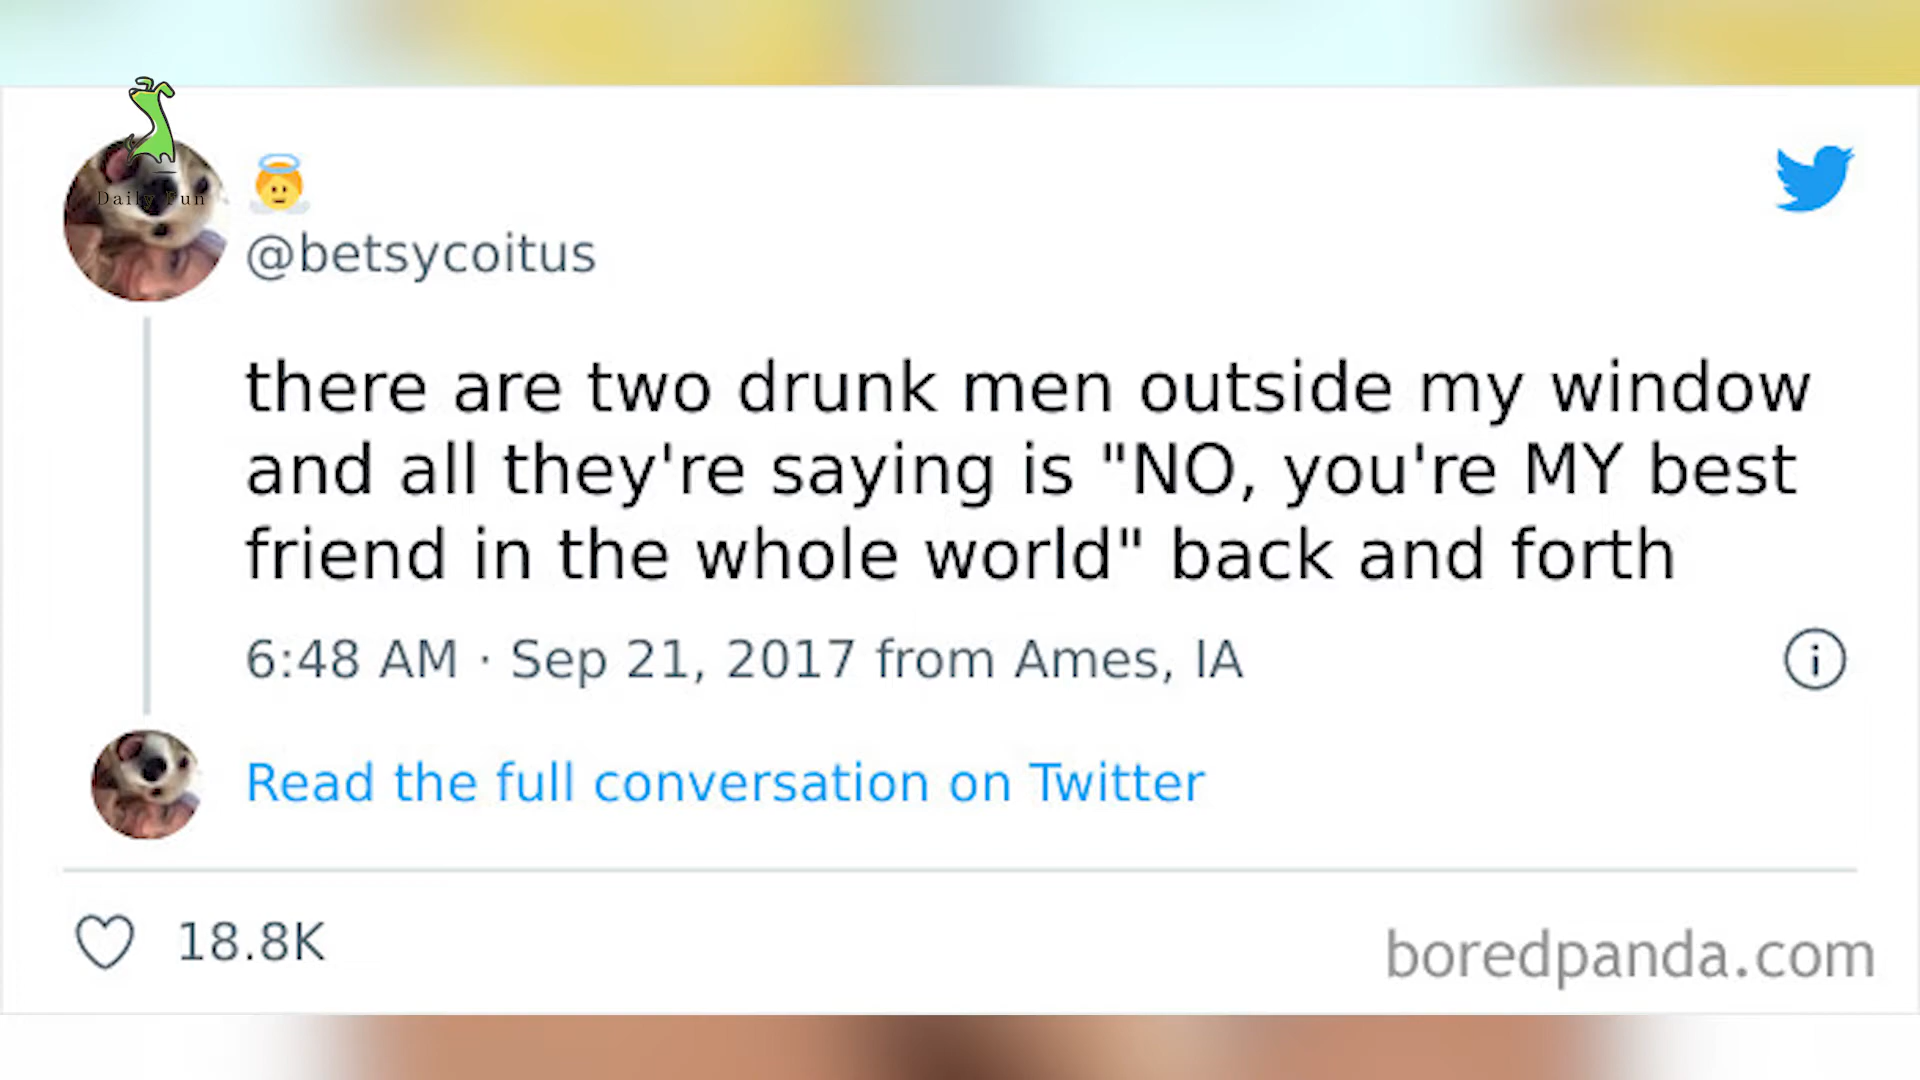 Daily Fun
@betsycoitus
there are two drunk men outside my window
and all they're saying is "NO, you're MY best
friend in the whole world" back and forth
6:48 AM · Sep 21, 2017 from Ames, IA
Read the full conversation on Twitter
18.8K
boredpanda.com